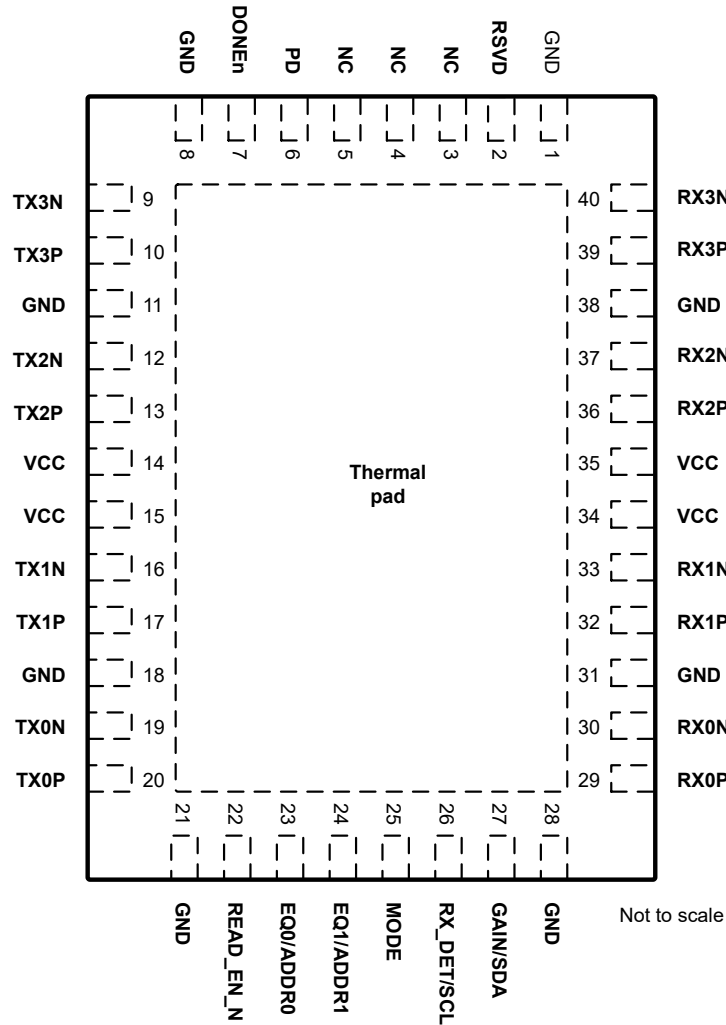 GND
DONEn
PD
NC
NC
NC
RSVD
GND
8
7
6
5
4
3
2
1
TX3N 9
40 RX3N
TX3P 10
39 RX3P
GND 11
38 GND
TX2N 12
37 RX2N
TX2P 13
36 RX2P
VCC 14
35 VCC
Thermal
pad
VCC 15
34 VCC
TX1N 16
33 RX1N
TX1P 17
32 RX1P
GND 18
31 GND
TX0N 19
30 RX0N
TX0P 20
29 RX0P
21
22
23
24
25
26
27
28
GND
READ_EN_N
EQ0/ADDR0
EQ1/ADDR1
MODE
RX_DET/SCL
GAIN/SDA
GND
Not to scale